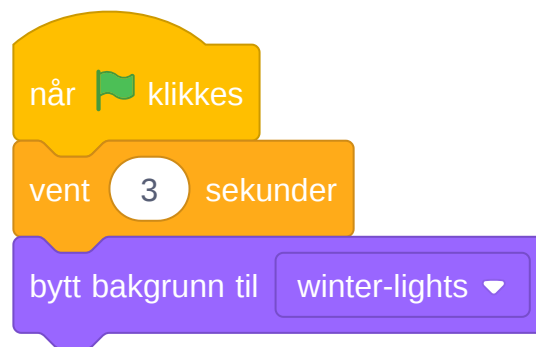 når klikkes
vent 3 sekunder
bytt bakgrunn til winter-lights